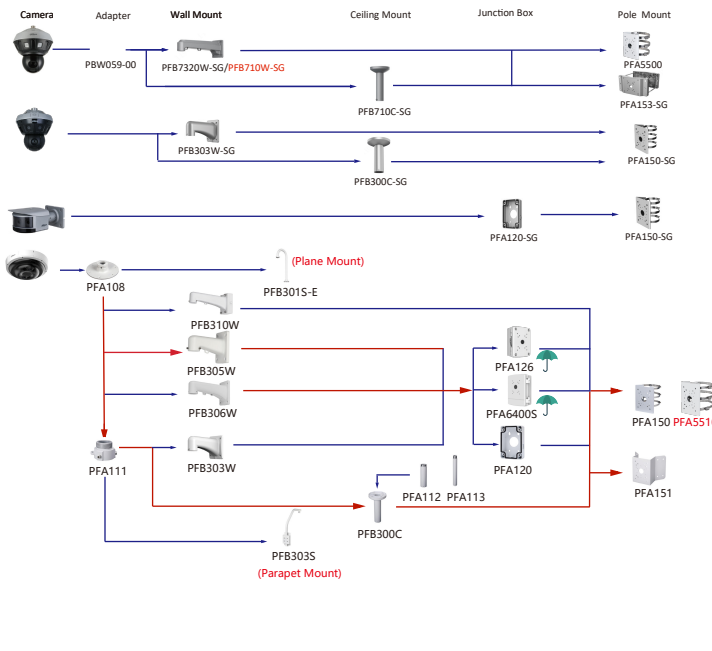 Camera Adapter Wall Mount Ceiling Mount Junction Box Pole Mount
PBW059-00 PFB7320W-SG/PFB710W-SG PFA5500
PFB710C-SG PFA153-SG
PFB303W-SG PFA150-SG
PFB300C-SG
PFA120-SG PFA150-SG
(Plane Mount)
PFA108 PFB301S-E
PFB310W
PFB305W PFA126
PFB306W PFA6400S PFA150
PFA111 PFB303W PFA120
PFA112 PFA113 PFA151
PFB300C
PFB303S
(Parapet Mount)